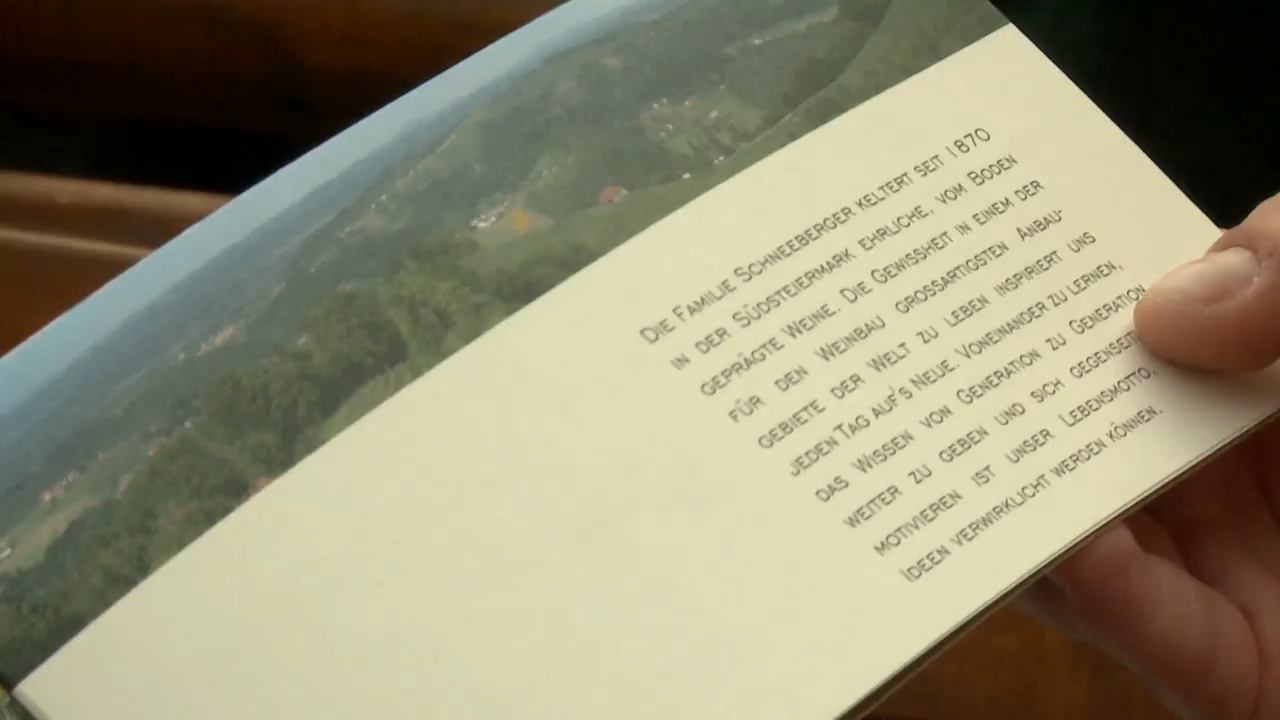 DIE FAMILIE SCHNEEBERGER KELTERT SEIT 1870
IN DER SÜDSTEIERMARK EHRLICHE, VOM BODEN
GEPRÄGTE WEINE. DIE GEWISSHEIT IN EINEM DER
FÜR DEN WEINBAU GROSSARTIGSTEN ANBAU-
GEBIETE DER WELT ZU LEBEN INSPIRIERT UNS
JEDEN TAG AUF'S NEUE. VONEINANDER ZU LERNEN,
DAS WISSEN VON GENERATION ZU GENERATION
WEITER ZU GEBEN UND SICH GEGENSEITIG
MOTIVIEREN IST UNSER LEBENSMOTTO.
IDEEN VERWIRKLICHT WERDEN KÖNNEN.